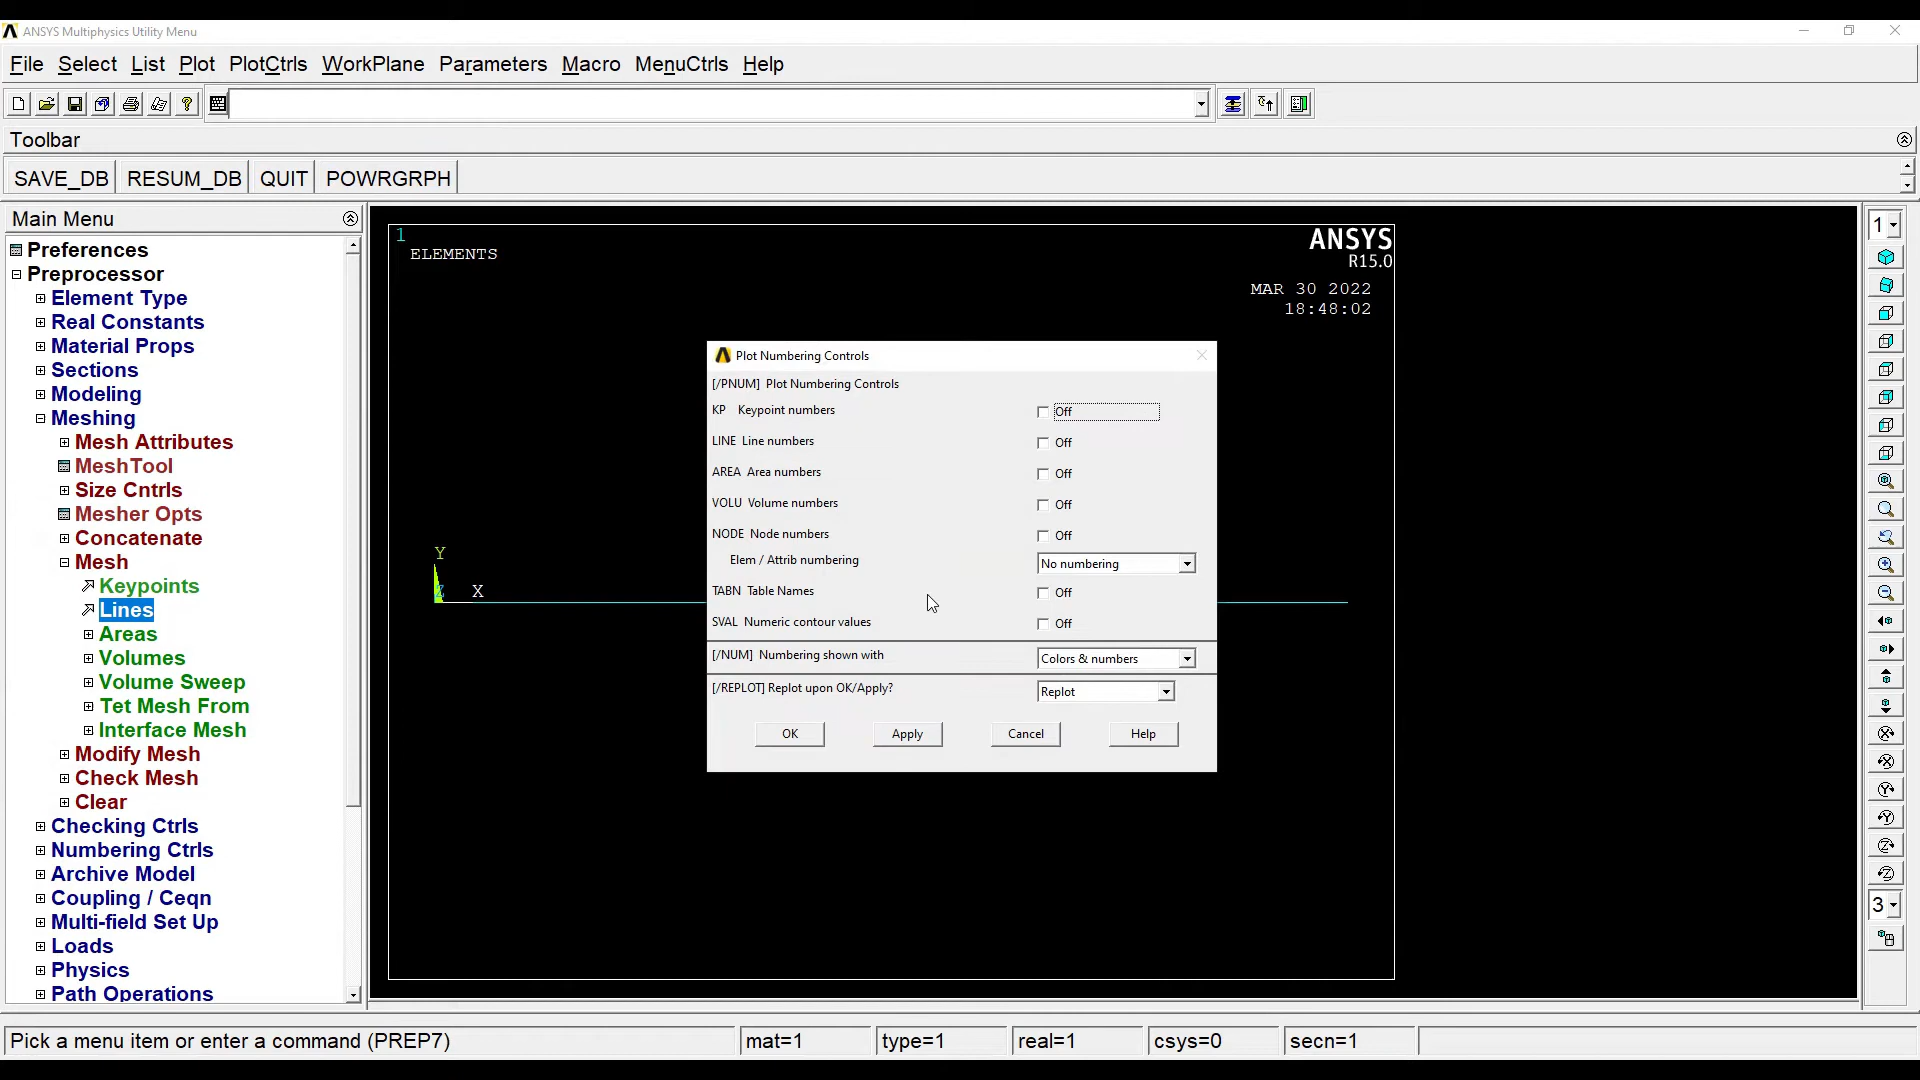 ANSYS Multiphysics Utility Menu
File Select List Plot PlotCtrls WorkPlane Parameters Macro MenuCtrls Help
Toolbar
SAVE_DB RESUM_DB QUIT POWRGRPH
Main Menu
Preferences
Preprocessor
Element Type
Real Constants
Material Props
Sections
Modeling
Meshing
Mesh Attributes
MeshTool
Size Cntrls
Mesher Opts
Concatenate
Mesh
Keypoints
Lines
Areas
Volumes
Volume Sweep
Tet Mesh From
Interface Mesh
Modify Mesh
Check Mesh
Clear
Checking Ctrls
Numbering Ctrls
Archive Model
Coupling / Ceqn
Multi-field Set Up
Loads
Physics
Path Operations
1
ELEMENTS
ANSYS
R15.0
MAR 30 2022
18:48:02
Y
Z X
Plot Numbering Controls
[/PNUM] Plot Numbering Controls
KP Keypoint numbers Off
LINE Line numbers Off
AREA Area numbers Off
VOLU Volume numbers Off
NODE Node numbers Off
Elem / Attrib numbering No numbering
TABN Table Names Off
SVAL Numeric contour values Off
[/NUM] Numbering shown with Colors & numbers
[/REPLOT] Replot upon OK/Apply? Replot
OK Apply Cancel Help
1
3
Pick a menu item or enter a command (PREP7) mat=1 type=1 real=1 csys=0 secn=1